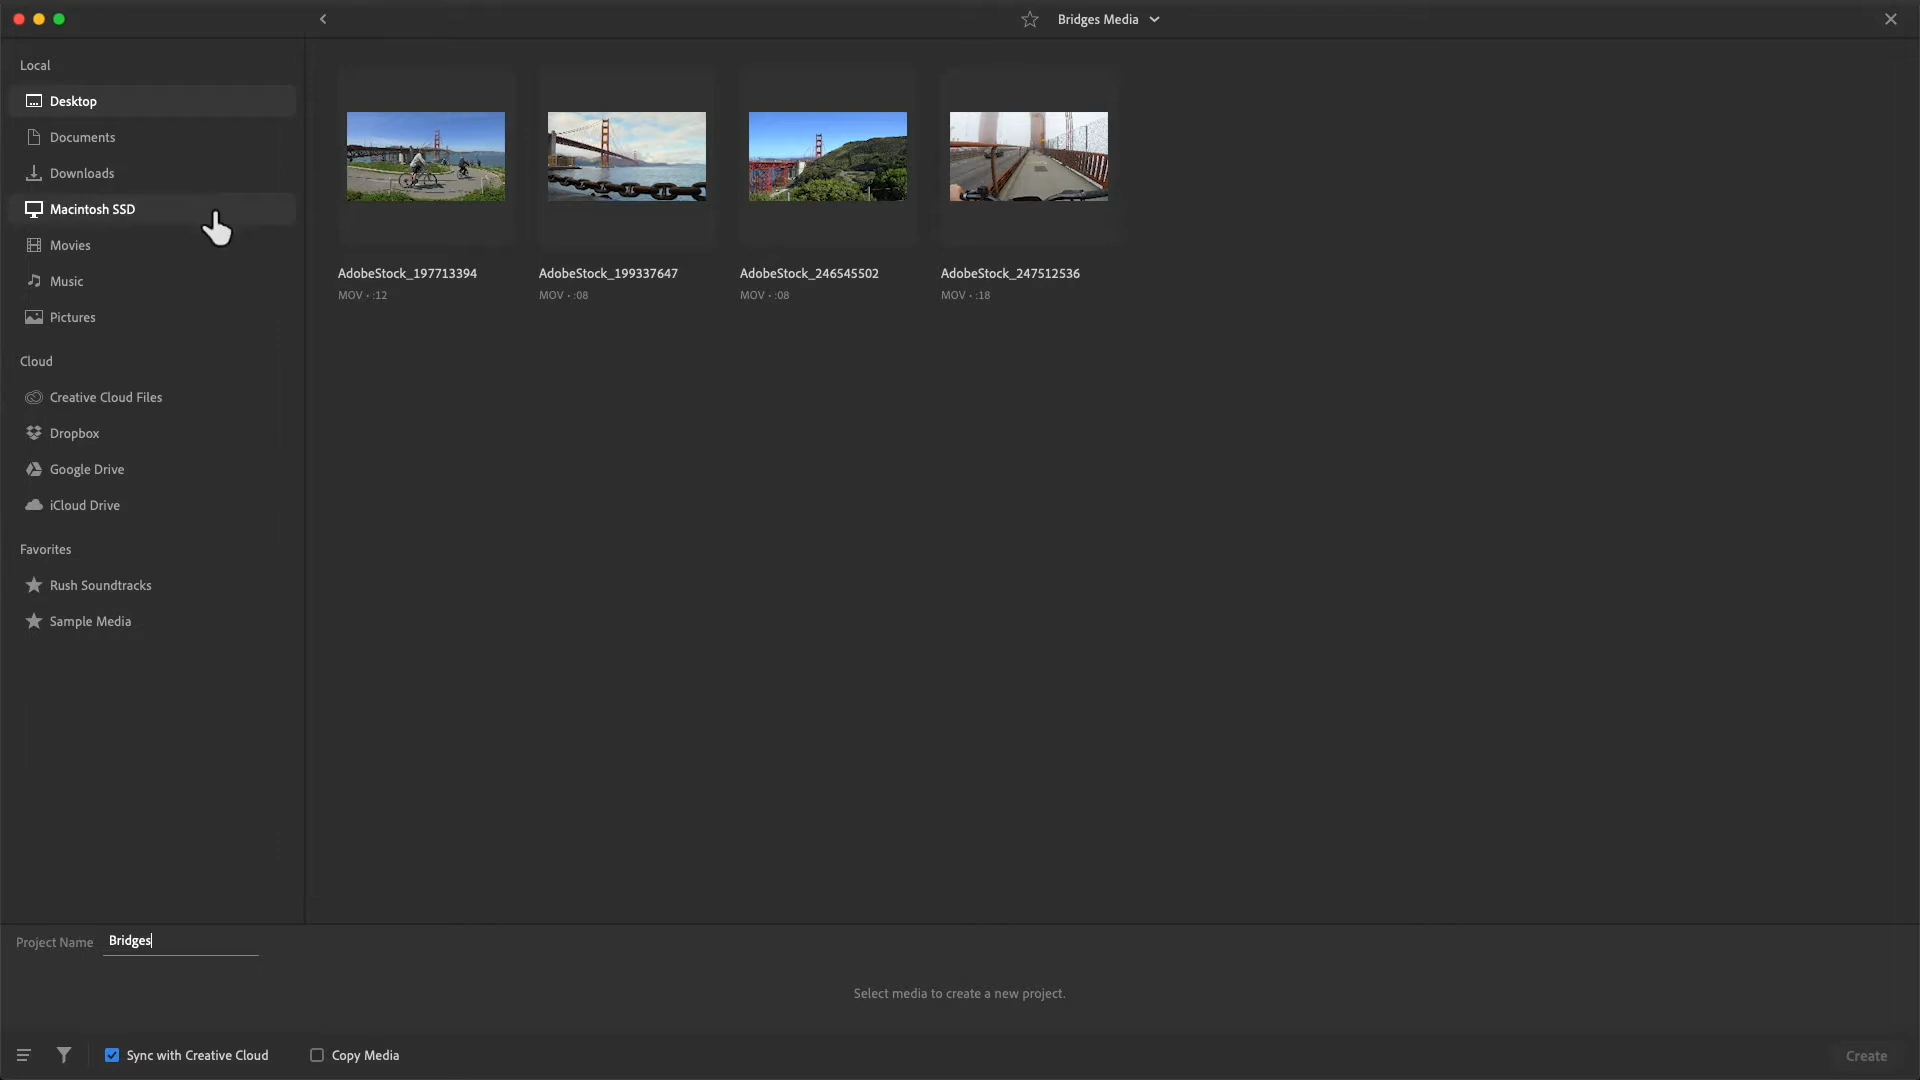 Bridges Media
Local
Desktop
Documents
Downloads
Macintosh SSD
Movies
Music
Pictures
Cloud
Creative Cloud Files
Dropbox
Google Drive
iCloud Drive
Favorites
Rush Soundtracks
Sample Media
AdobeStock_197713394
MOV · :12
AdobeStock_199337647
MOV · :08
AdobeStock_246545502
MOV · :08
AdobeStock_247512536
MOV · :18
Project Name Bridges
Select media to create a new project.
Sync with Creative Cloud
Copy Media
Create